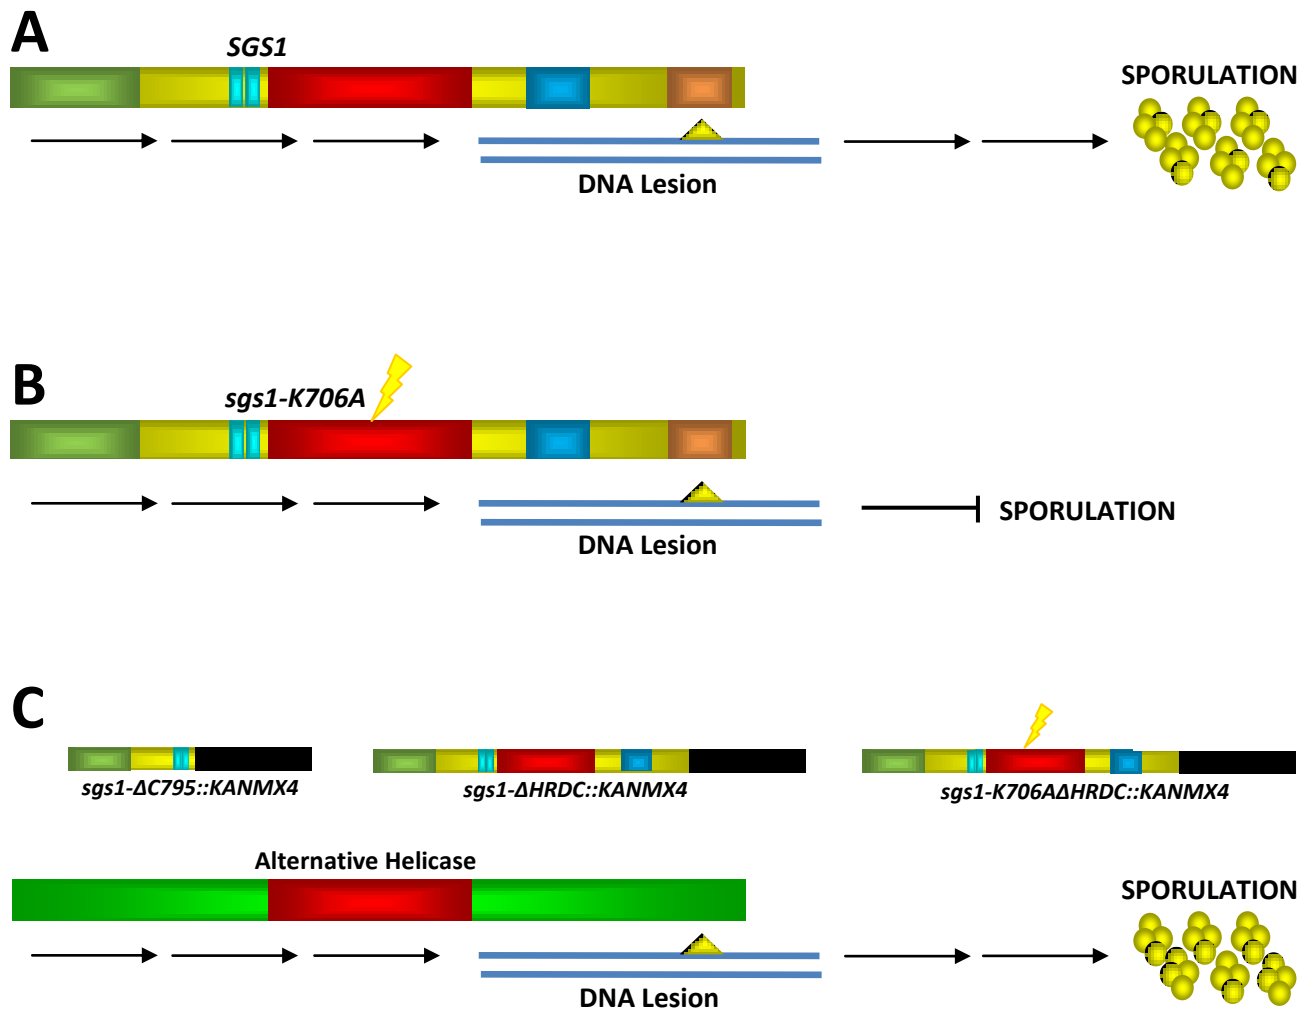 A
SGS1
SPORULATION
DNA Lesion
B
sgs1-K706A
SPORULATION
DNA Lesion
C
sgs1-ΔC795::KANMX4
sgs1-ΔHRDC::KANMX4
sgs1-K706AΔHRDC::KANMX4
Alternative Helicase
SPORULATION
DNA Lesion